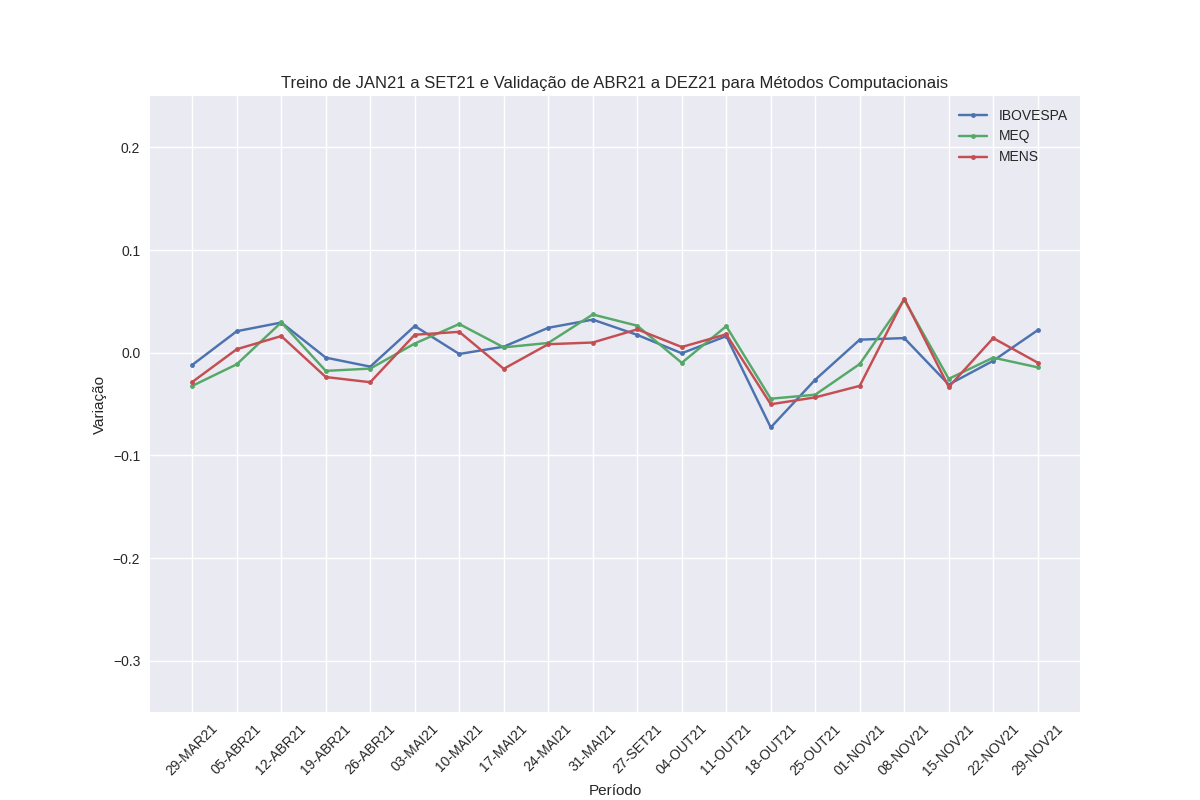 Treino de JAN21 a SET21 e Validação de ABR21 a DEZ21 para Métodos Computacionais
IBOVESPA
MEQ
MENS
0.2
0.1
0.0
−0.1
−0.2
−0.3
Variação
29-MAR21
05-ABR21
12-ABR21
19-ABR21
26-ABR21
03-MAI21
10-MAI21
17-MAI21
24-MAI21
31-MAI21
27-SET21
04-OUT21
11-OUT21
18-OUT21
25-OUT21
01-NOV21
08-NOV21
15-NOV21
22-NOV21
29-NOV21
Período